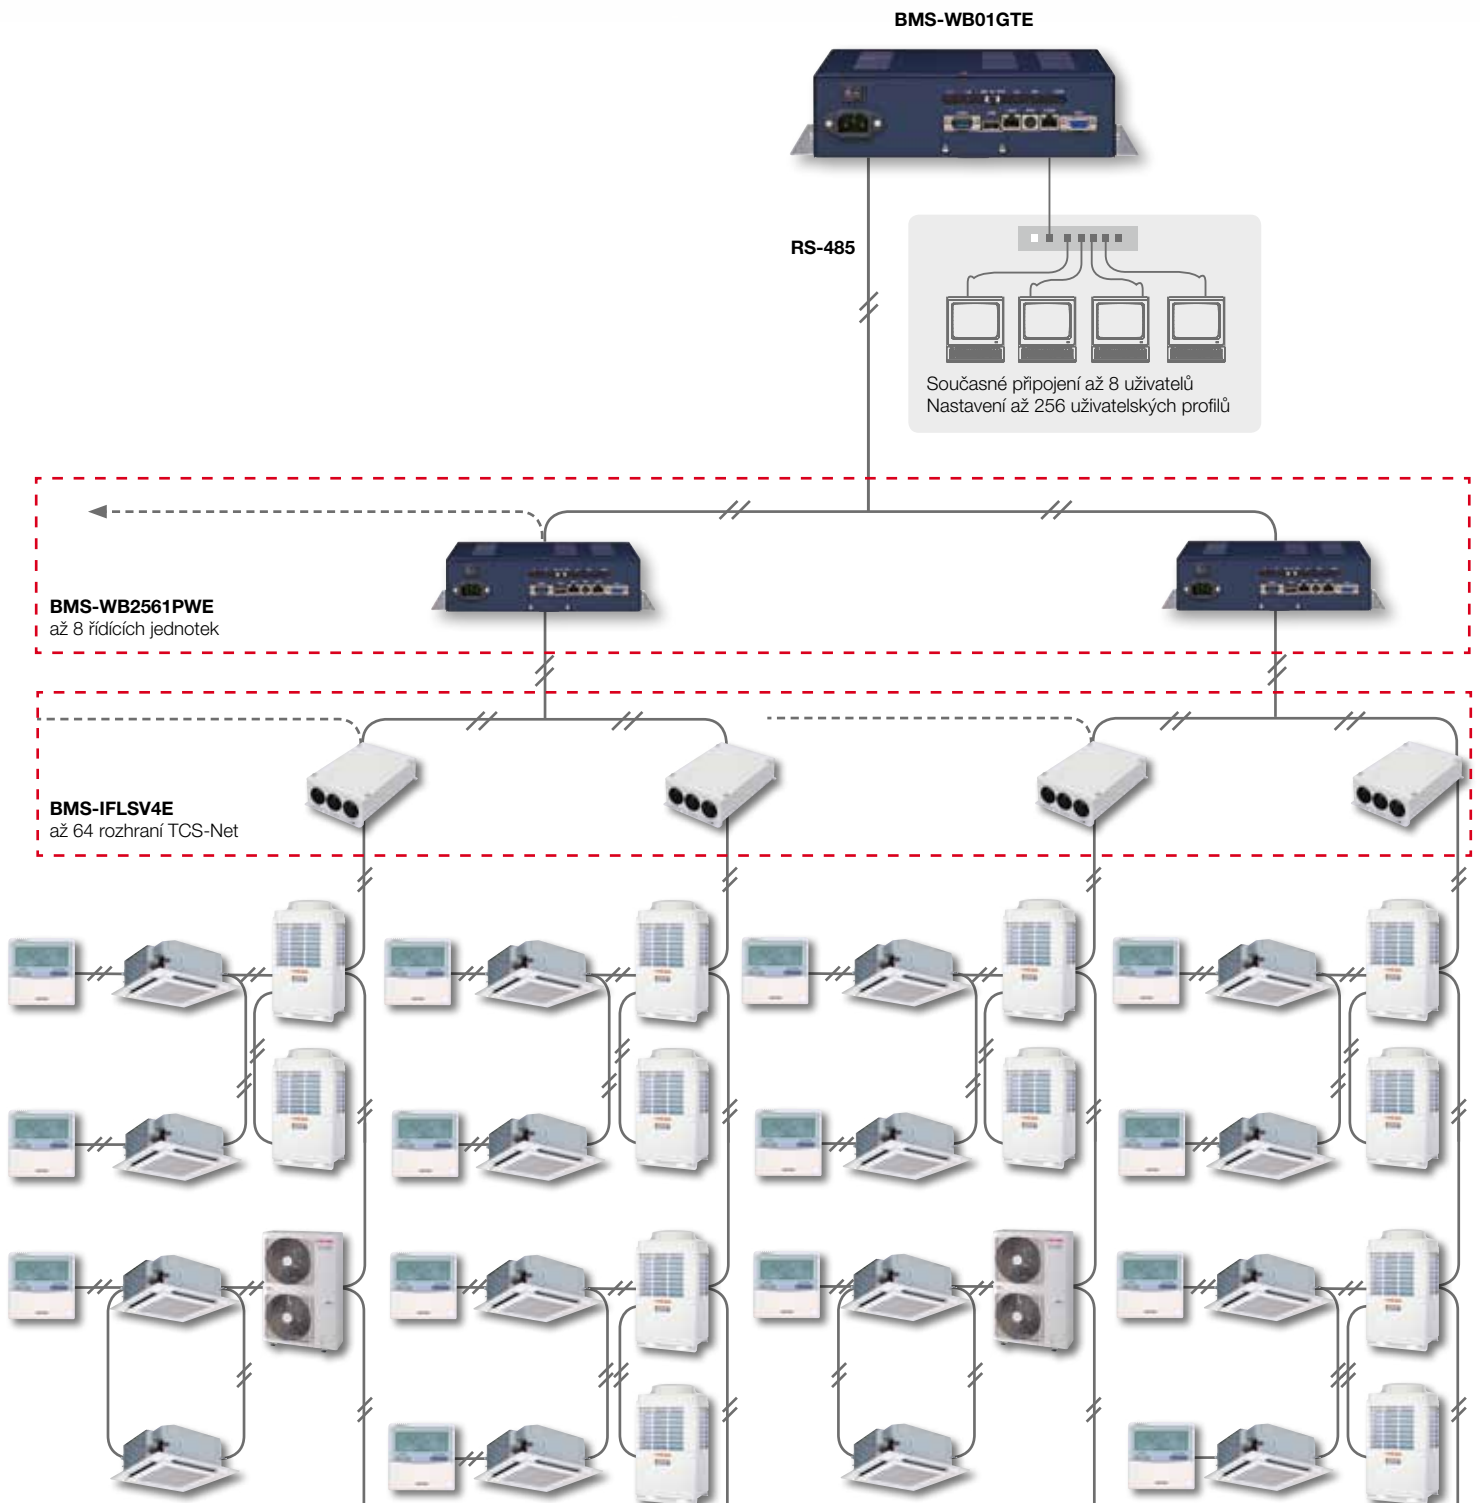 BMS-WB01GTE
RS-485
Současné připojení až 8 uživatelů
Nastavení až 256 uživatelských profilů
BMS-WB2561PWE
až 8 řídících jednotek
BMS-IFLSV4E
až 64 rozhraní TCS-Net